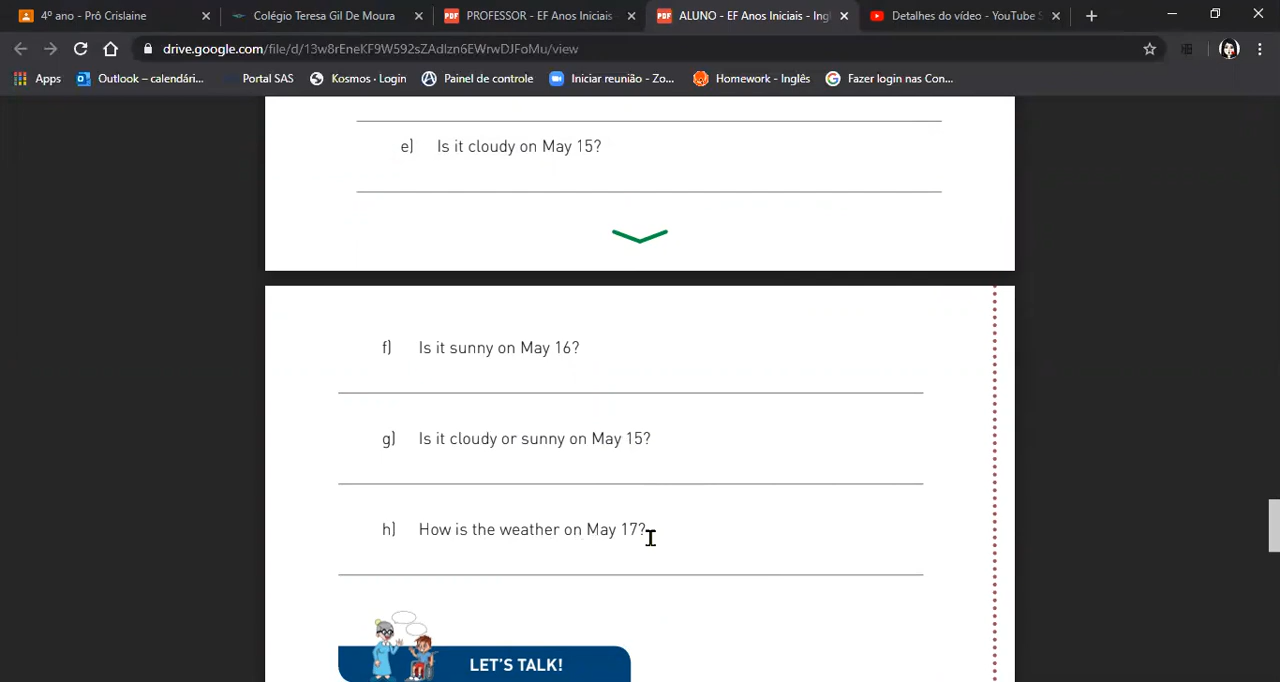 4º ano - Prô Crislaine
Colégio Teresa Gil De Moura
PROFESSOR - EF Anos Iniciais
ALUNO - EF Anos Iniciais - Ing
Detalhes do vídeo - YouTube S
drive.google.com/file/d/13w8rEneKF9W592sZAdlzn6EWrwDJFoMu/view
Apps
Outlook – calendári...
Portal SAS
Kosmos · Login
Painel de controle
Iniciar reunião - Zo...
Homework - Inglês
Fazer login nas Con...
e) Is it cloudy on May 15?
f) Is it sunny on May 16?
g) Is it cloudy or sunny on May 15?
h) How is the weather on May 17?
LET'S TALK!